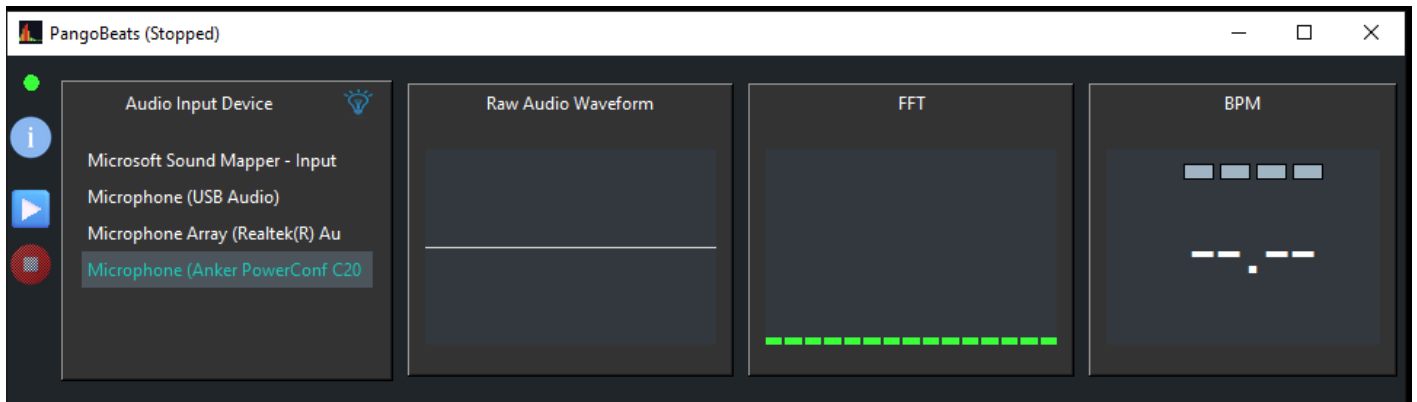 PangoBeats (Stopped)
Audio Input Device
Microsoft Sound Mapper - Input
Microphone (USB Audio)
Microphone Array (Realtek(R) Au
Microphone (Anker PowerConf C20
Raw Audio Waveform
FFT
BPM
--.--